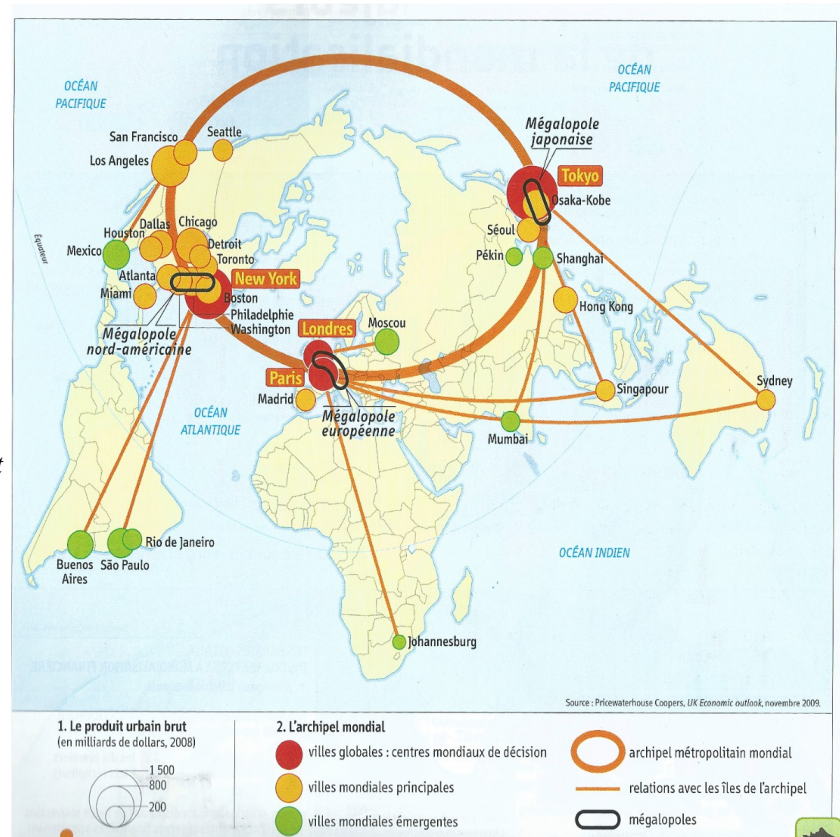 OCÉAN
PACIFIQUE
OCÉAN
PACIFIQUE
San Francisco
Seattle
Los Angeles
Mégalopole
japonaise
Tokyo
Osaka-Kobe
Séoul
Pékin
Shanghai
Hong Kong
Équateur
Houston
Dallas
Chicago
Detroit
Toronto
Mexico
Atlanta
Miami
New York
Boston
Philadelphie
Washington
Mégalopole
nord-américaine
Londres
Moscou
Paris
Madrid
Mégalopole
européenne
Singapour
Sydney
Mumbai
OCÉAN
ATLANTIQUE
Buenos
Aires
São Paulo
Rio de Janeiro
OCÉAN INDIEN
Johannesburg
Source : Pricewaterhouse Coopers, UK Economic outlook, novembre 2009.
1. Le produit urbain brut
(en milliards de dollars, 2008)
1 500
800
200
2. L'archipel mondial
villes globales : centres mondiaux de décision
villes mondiales principales
villes mondiales émergentes
archipel métropolitain mondial
relations avec les îles de l'archipel
mégalopoles